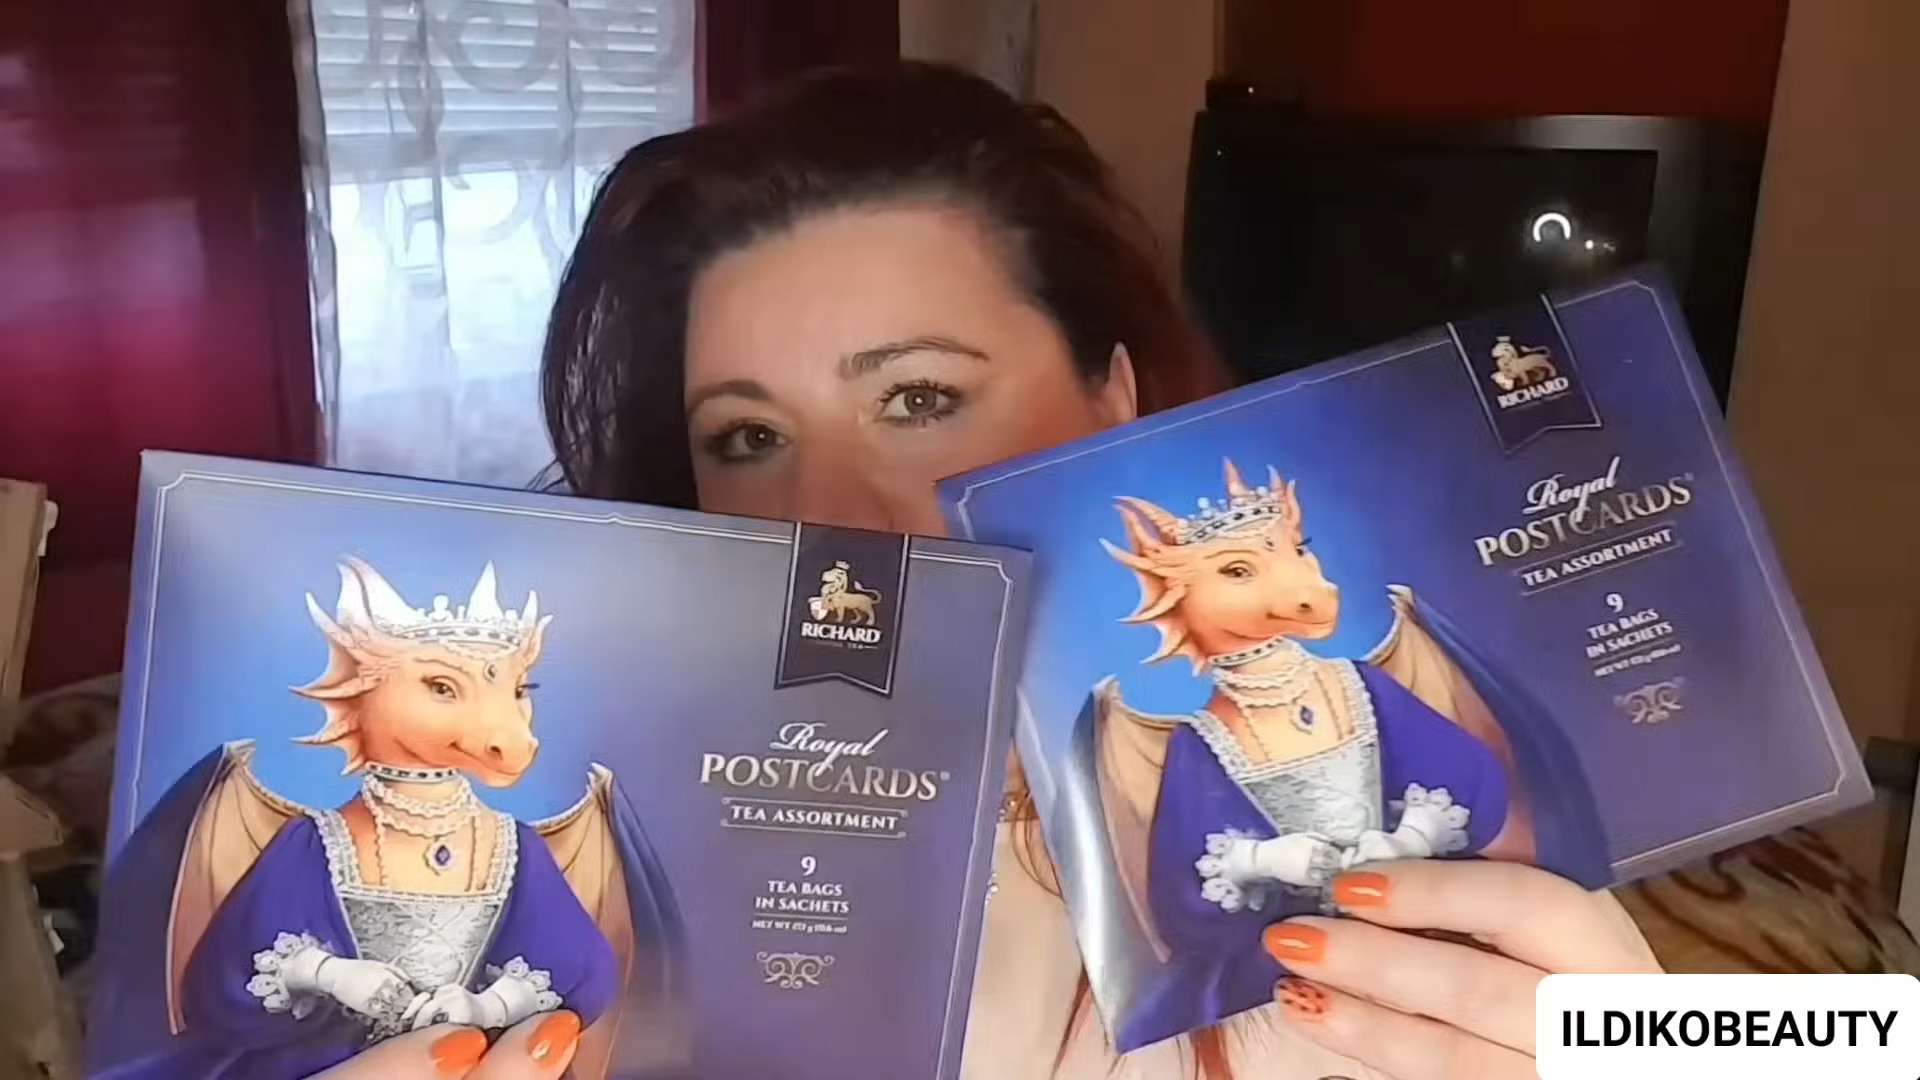 RICHARD
Royal
POSTCARDS®
TEA ASSORTMENT
9
TEA BAGS
IN SACHETS
RICHARD
Royal
POSTCARDS®
TEA ASSORTMENT
9
TEA BAGS
IN SACHETS
ILDIKOBEAUTY